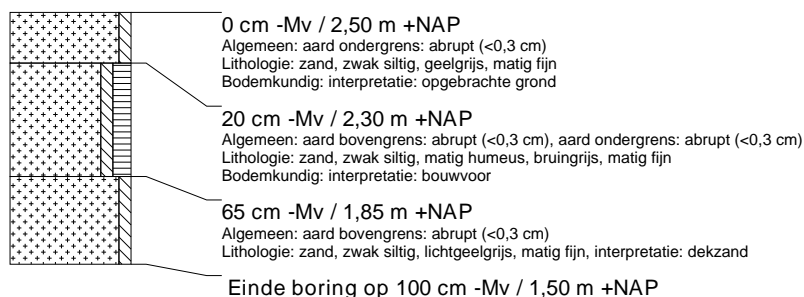 0 cm -Mv / 2,50 m +NAP
Algemeen: aard ondergrens: abrupt (<0,3 cm)
Lithologie: zand, zwak siltig, geelgrijs, matig fijn
Bodemkundig: interpretatie: opgebrachte grond
20 cm -Mv / 2,30 m +NAP
Algemeen: aard bovengrens: abrupt (<0,3 cm), aard ondergrens: abrupt (<0,3 cm)
Lithologie: zand, zwak siltig, matig humeus, bruingrijs, matig fijn
Bodemkundig: interpretatie: bouwvoor
65 cm -Mv / 1,85 m +NAP
Algemeen: aard bovengrens: abrupt (<0,3 cm)
Lithologie: zand, zwak siltig, lichtgeelgrijs, matig fijn, interpretatie: dekzand
Einde boring op 100 cm -Mv / 1,50 m +NAP